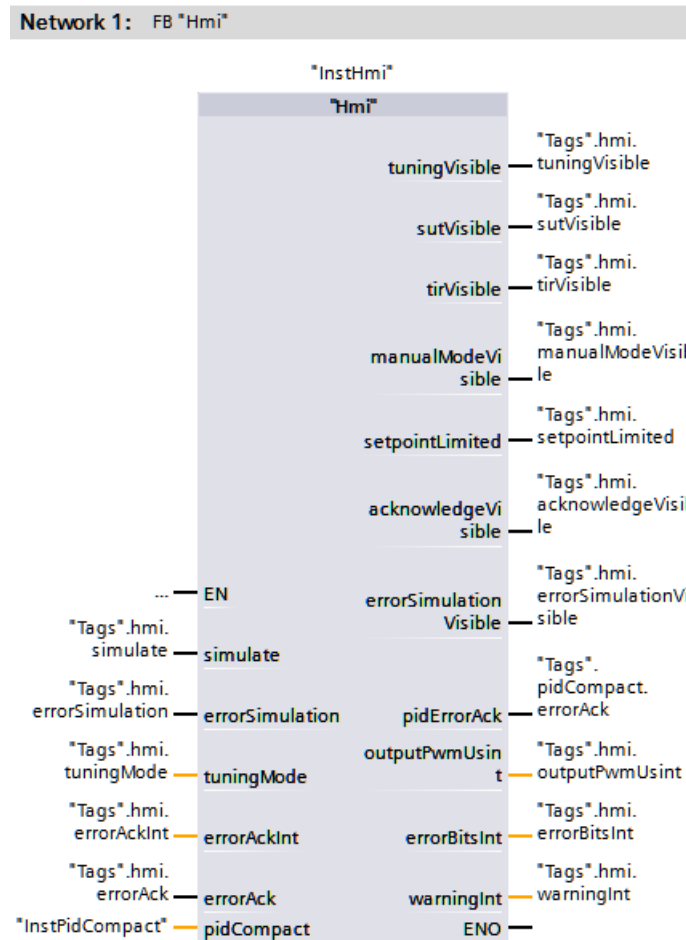 Network 1: FB "Hmi"
"InstHmi"
"Hmi"
"Tags".hmi.
tuningVisible tuningVisible
"Tags".hmi.
sutVisible sutVisible
"Tags".hmi.
tirVisible tirVisible
"Tags".hmi.
manualModeVi manualModeVisil
sible le
"Tags".hmi.
setpointLimited setpointLimited
"Tags".hmi.
acknowledgeVi acknowledgeVisil
sible le
"Tags".hmi.
... EN errorSimulation errorSimulationVi
Visible sible
"Tags".hmi.
simulate simulate
"Tags".
pidCompact.
"Tags".hmi.
errorSimulation errorSimulation pidErrorAck errorAck
"Tags".hmi. outputPwmUsin "Tags".hmi.
tuningMode tuningMode t outputPwmUsint
"Tags".hmi. "Tags".hmi.
errorAckInt errorAckInt errorBitsInt errorBitsInt
"Tags".hmi. "Tags".hmi.
errorAck errorAck warningInt warningInt
"InstPidCompact" pidCompact ENO